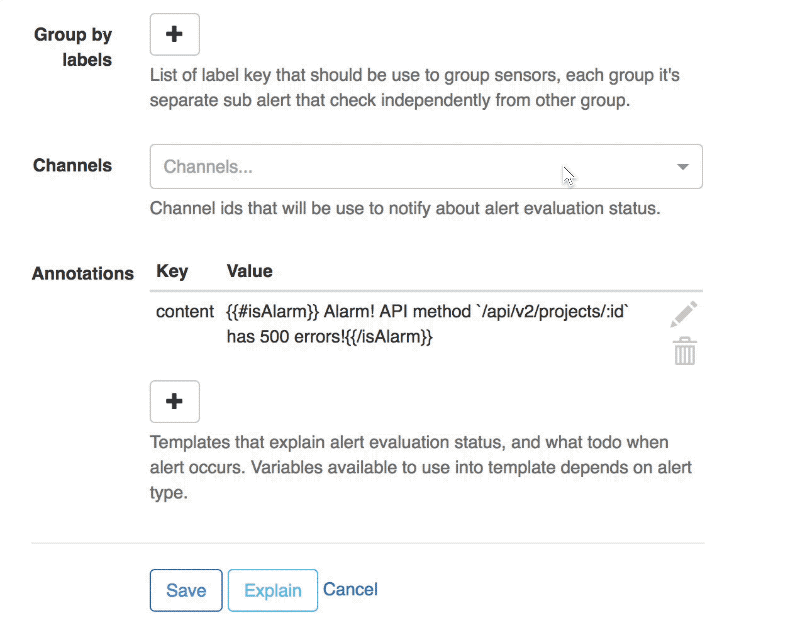 Group by
labels
List of label key that should be use to group sensors, each group it's
separate sub alert that check independently from other group.
Channels
Channels...
Channel ids that will be use to notify about alert evaluation status.
Annotations
Key Value
content {{#isAlarm}} Alarm! API method `/api/v2/projects/:id`
has 500 errors!{{/isAlarm}}
Templates that explain alert evaluation status, and what todo when
alert occurs. Variables available to use into template depends on alert
type.
Save Explain Cancel